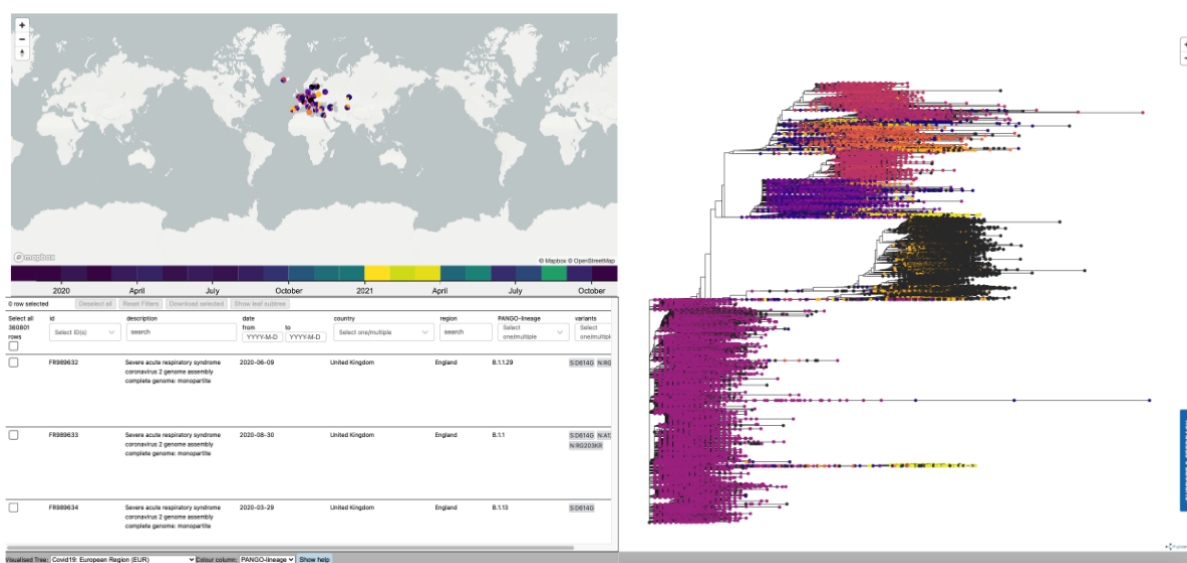 +
−
mapbox
© Mapbox © OpenStreetMap
2020 April July October 2021 April July October
0 row selected Deselect all Reset Filters Download selected Show leaf subtree
Select all id description date country region PANGO-lineage variants
360801 from to Select Select
rows Select ID(s) search YYYY-M-D YYYY-M-D Select one/multiple search one/multiple one/multiple
FR989632 Severe acute respiratory syndrome 2020-06-09 United Kingdom England B.1.1.29 S:D614G N:RG
coronavirus 2 genome assembly
complete genome: monopartite
FR989633 Severe acute respiratory syndrome 2020-08-30 United Kingdom England B.1.1 S:D614G
coronavirus 2 genome assembly N:RG203KR
complete genome: monopartite
FR989634 Severe acute respiratory syndrome 2020-03-29 United Kingdom England B.1.13 S:D614G
coronavirus 2 genome assembly
complete genome: monopartite
Visualised Tree: Covid19: European Region (EUR) Colour column: PANGO-lineage Show help